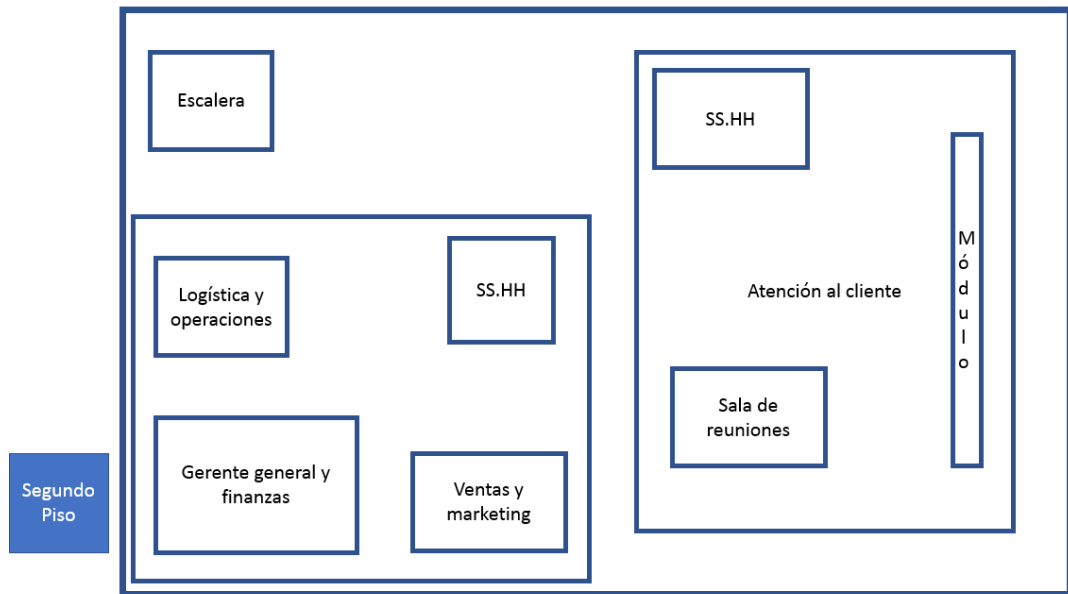 Escalera
SS.HH
Logística y
operaciones
SS.HH
Atención al cliente
Módulo
Sala de
reuniones
Gerente general y
finanzas
Ventas y
marketing
Segundo
Piso